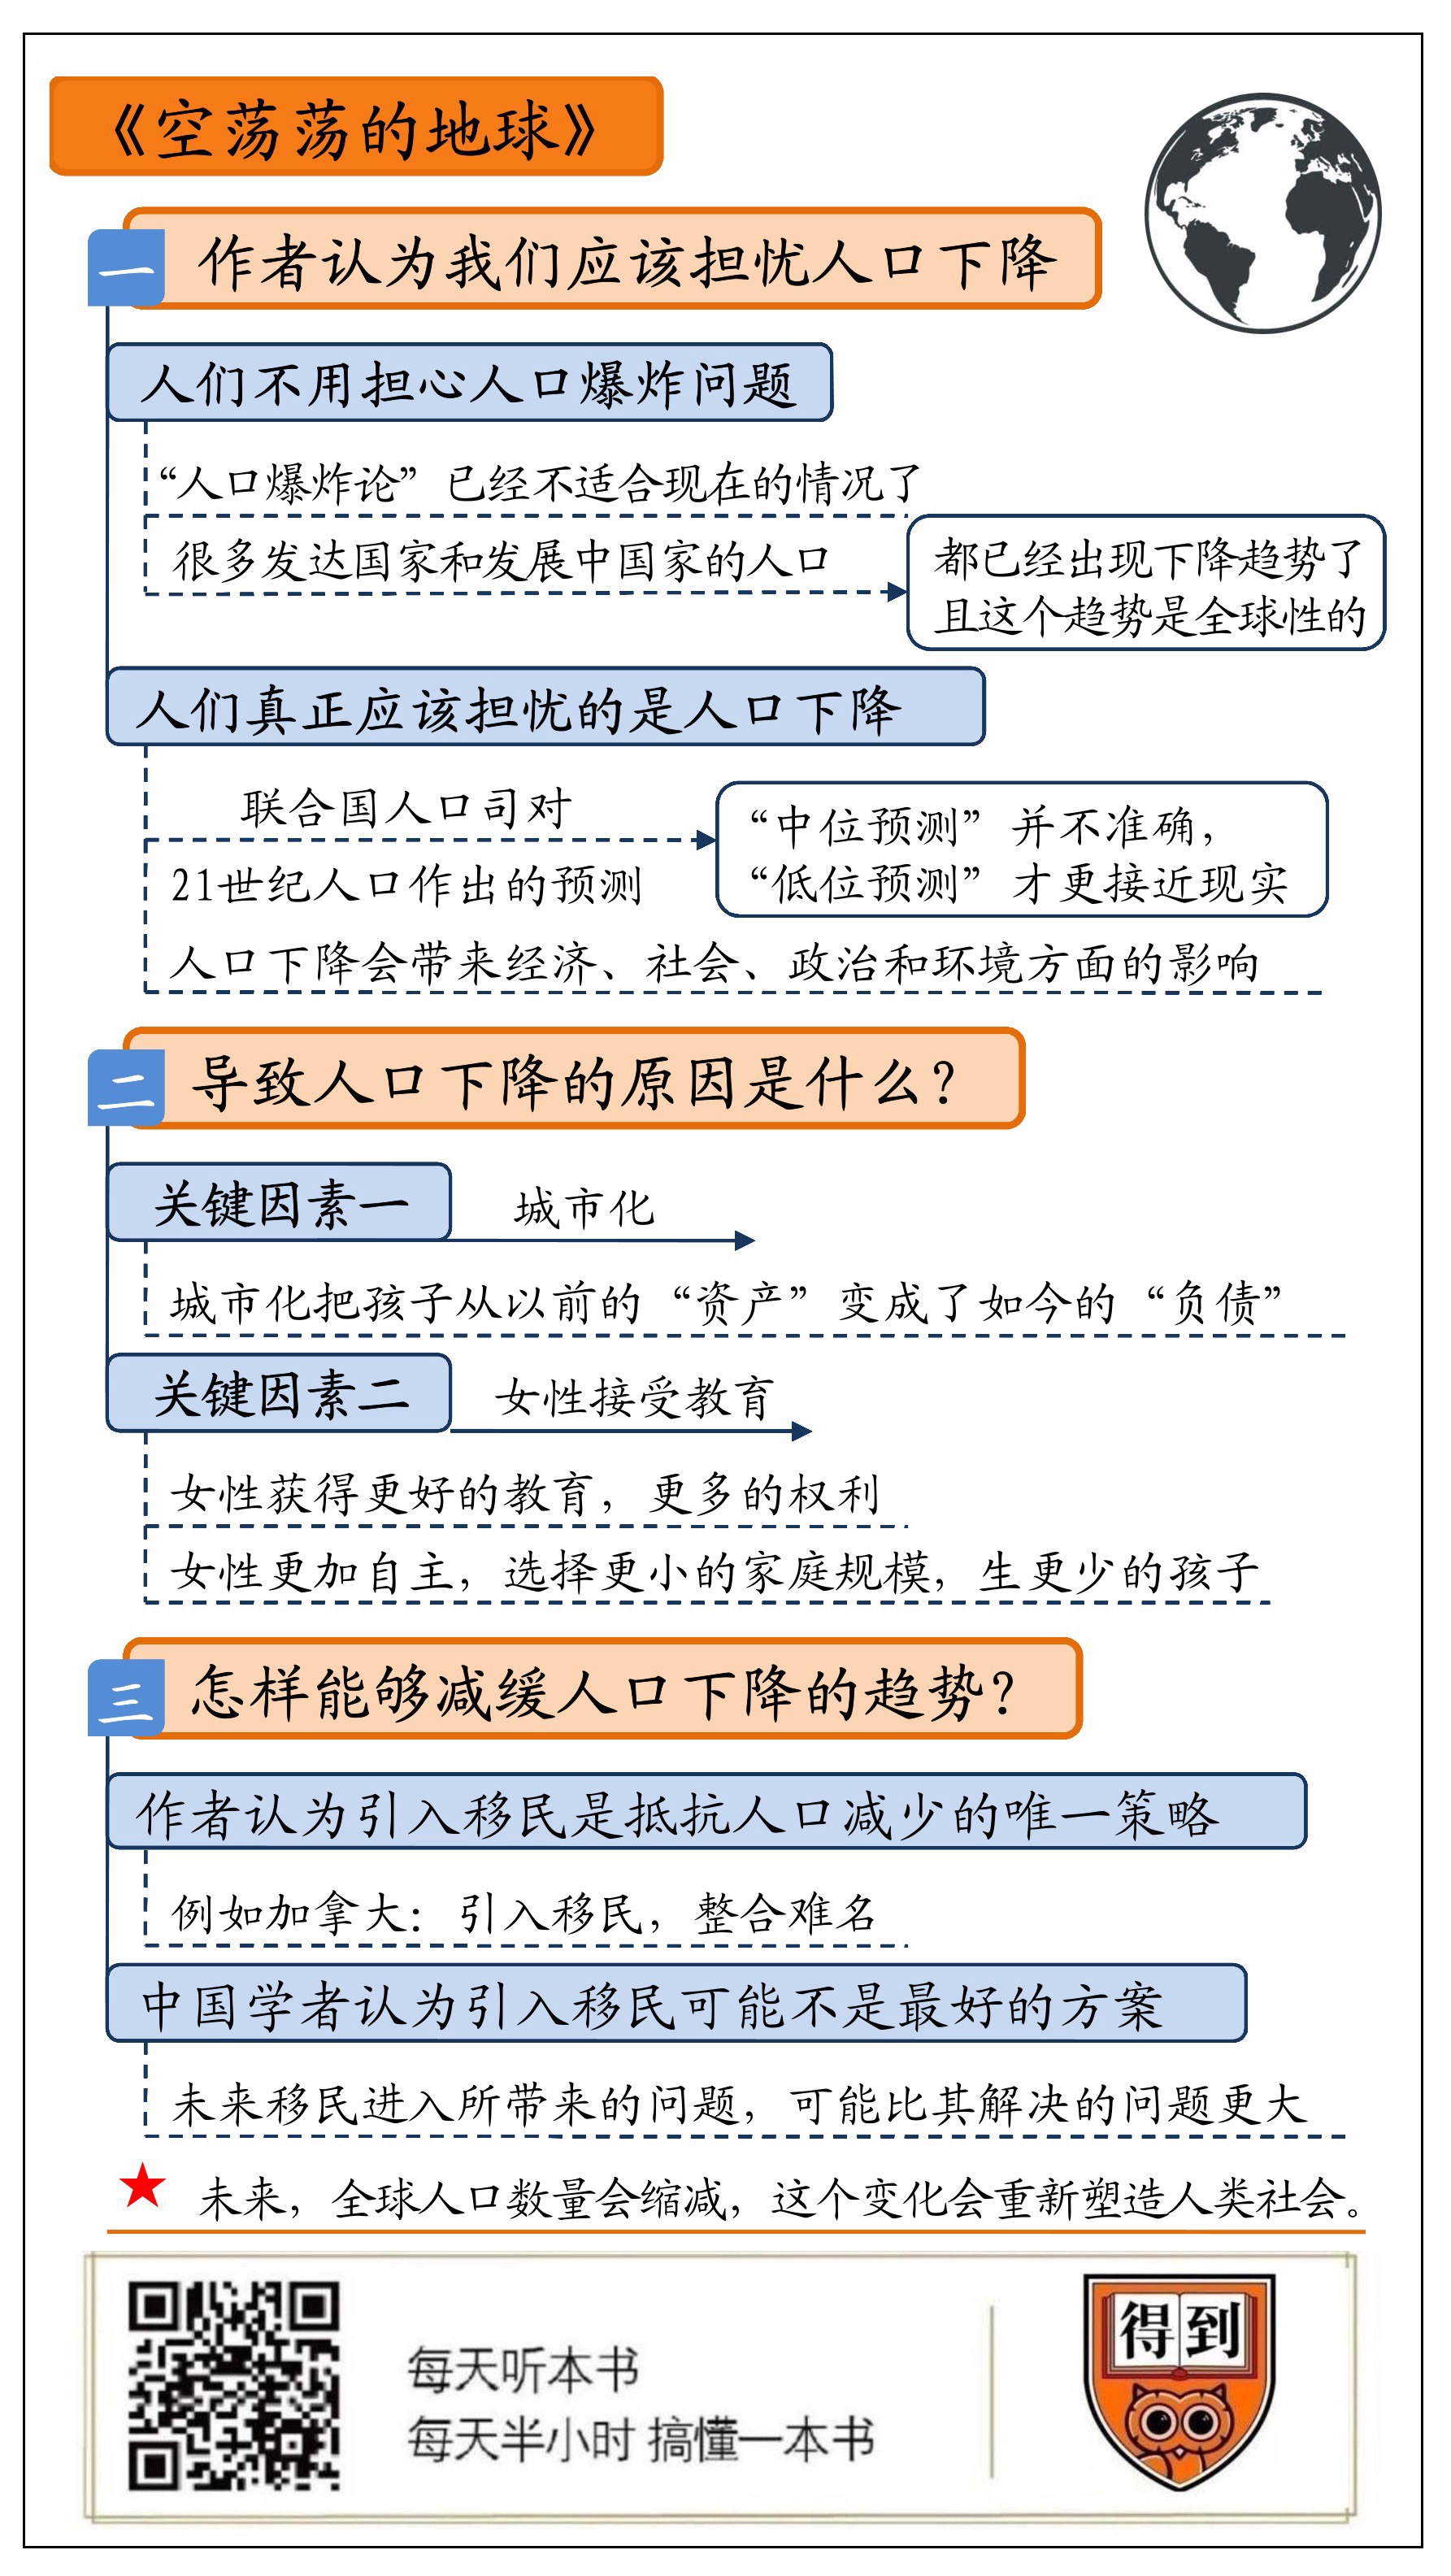 《空荡荡的地球》
一 作者认为我们应该担忧人口下降
人们不用担心人口爆炸问题
“人口爆炸论”已经不适合现在的情况了
很多发达国家和发展中国家的人口
都已经出现下降趋势了
且这个趋势是全球性的
人们真正应该担忧的是人口下降
联合国人口司对
21世纪人口作出的预测
“中位预测”并不准确，
“低位预测”才更接近现实
人口下降会带来经济、社会、政治和环境方面的影响
二 导致人口下降的原因是什么？
关键因素一 城市化
城市化把孩子从以前的“资产”变成了如今的“负债”
关键因素二 女性接受教育
女性获得更好的教育，更多的权利
女性更加自主，选择更小的家庭规模，生更少的孩子
三 怎样能够减缓人口下降的趋势？
作者认为引入移民是抵抗人口减少的唯一策略
例如加拿大：引入移民，整合难名
中国学者认为引入移民可能不是最好的方案
未来移民进入所带来的问题，可能比其解决的问题更大
★ 未来，全球人口数量会缩减，这个变化会重新塑造人类社会。
每天听本书
每天半小时 搞懂一本书
得到